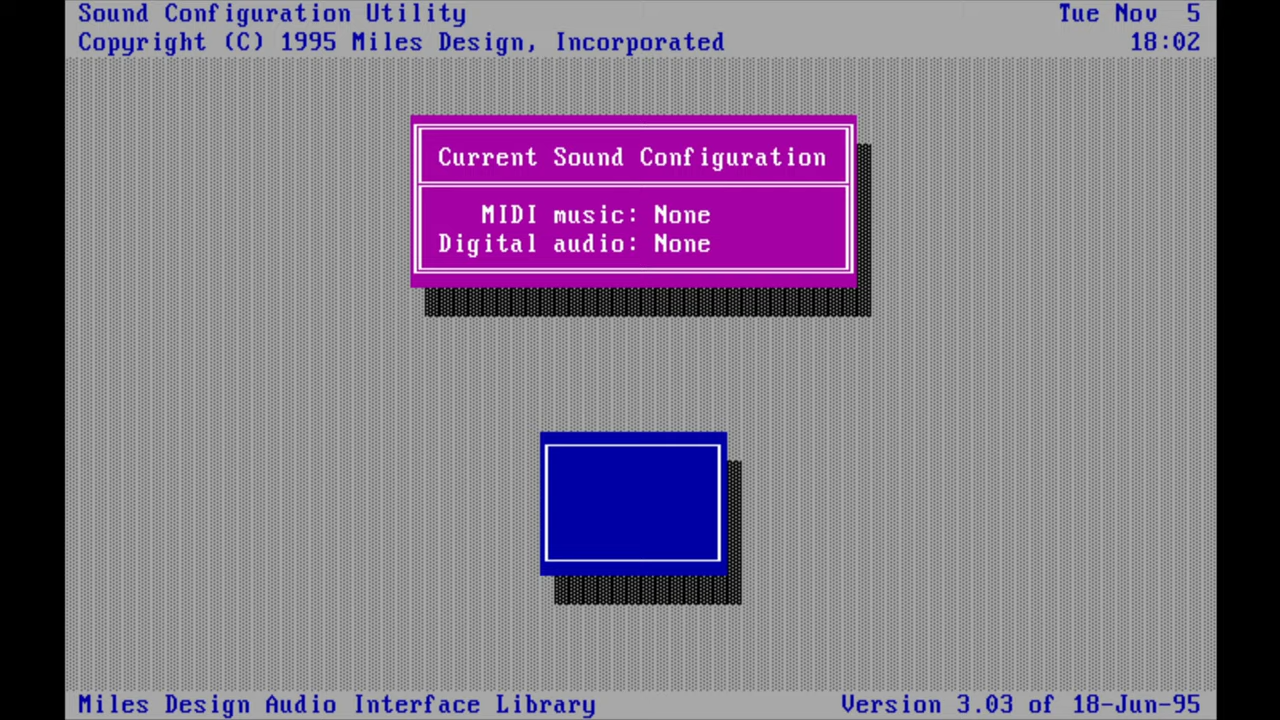 Sound Configuration Utility
Tue Nov 5
Copyright (C) 1995 Miles Design, Incorporated
18:02
Current Sound Configuration
MIDI music: None
Digital audio: None
Miles Design Audio Interface Library
Version 3.03 of 18-Jun-95